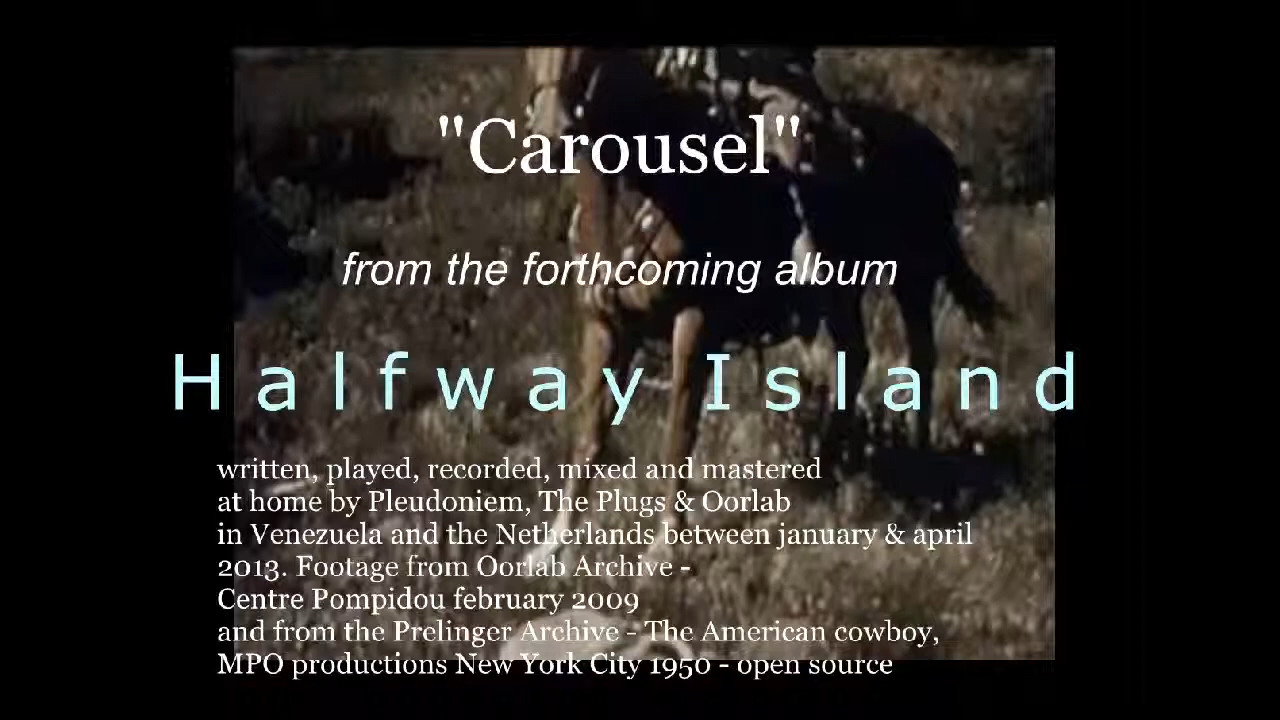 "Carousel"
from the forthcoming album
Halfway Island
written, played, recorded, mixed and mastered
at home by Pleudoniem, The Plugs & Oorlab
in Venezuela and the Netherlands between january & april
2013. Footage from Oorlab Archive -
Centre Pompidou february 2009
and from the Prelinger Archive - The American cowboy,
MPO productions New York City 1950 - open source